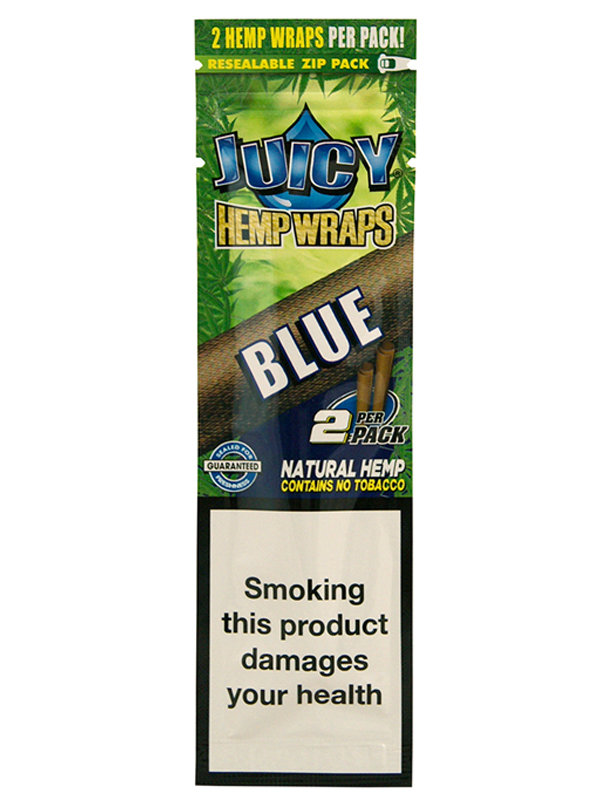 2 HEMP WRAPS PER PACK!
RESEALABLE ZIP PACK
JUICY®
HEMP WRAPS
BLUE
2 PER PACK
SEALED FOR
GUARANTEED
FRESHNESS
NATURAL HEMP
CONTAINS NO TOBACCO
Smoking
this product
damages
your health